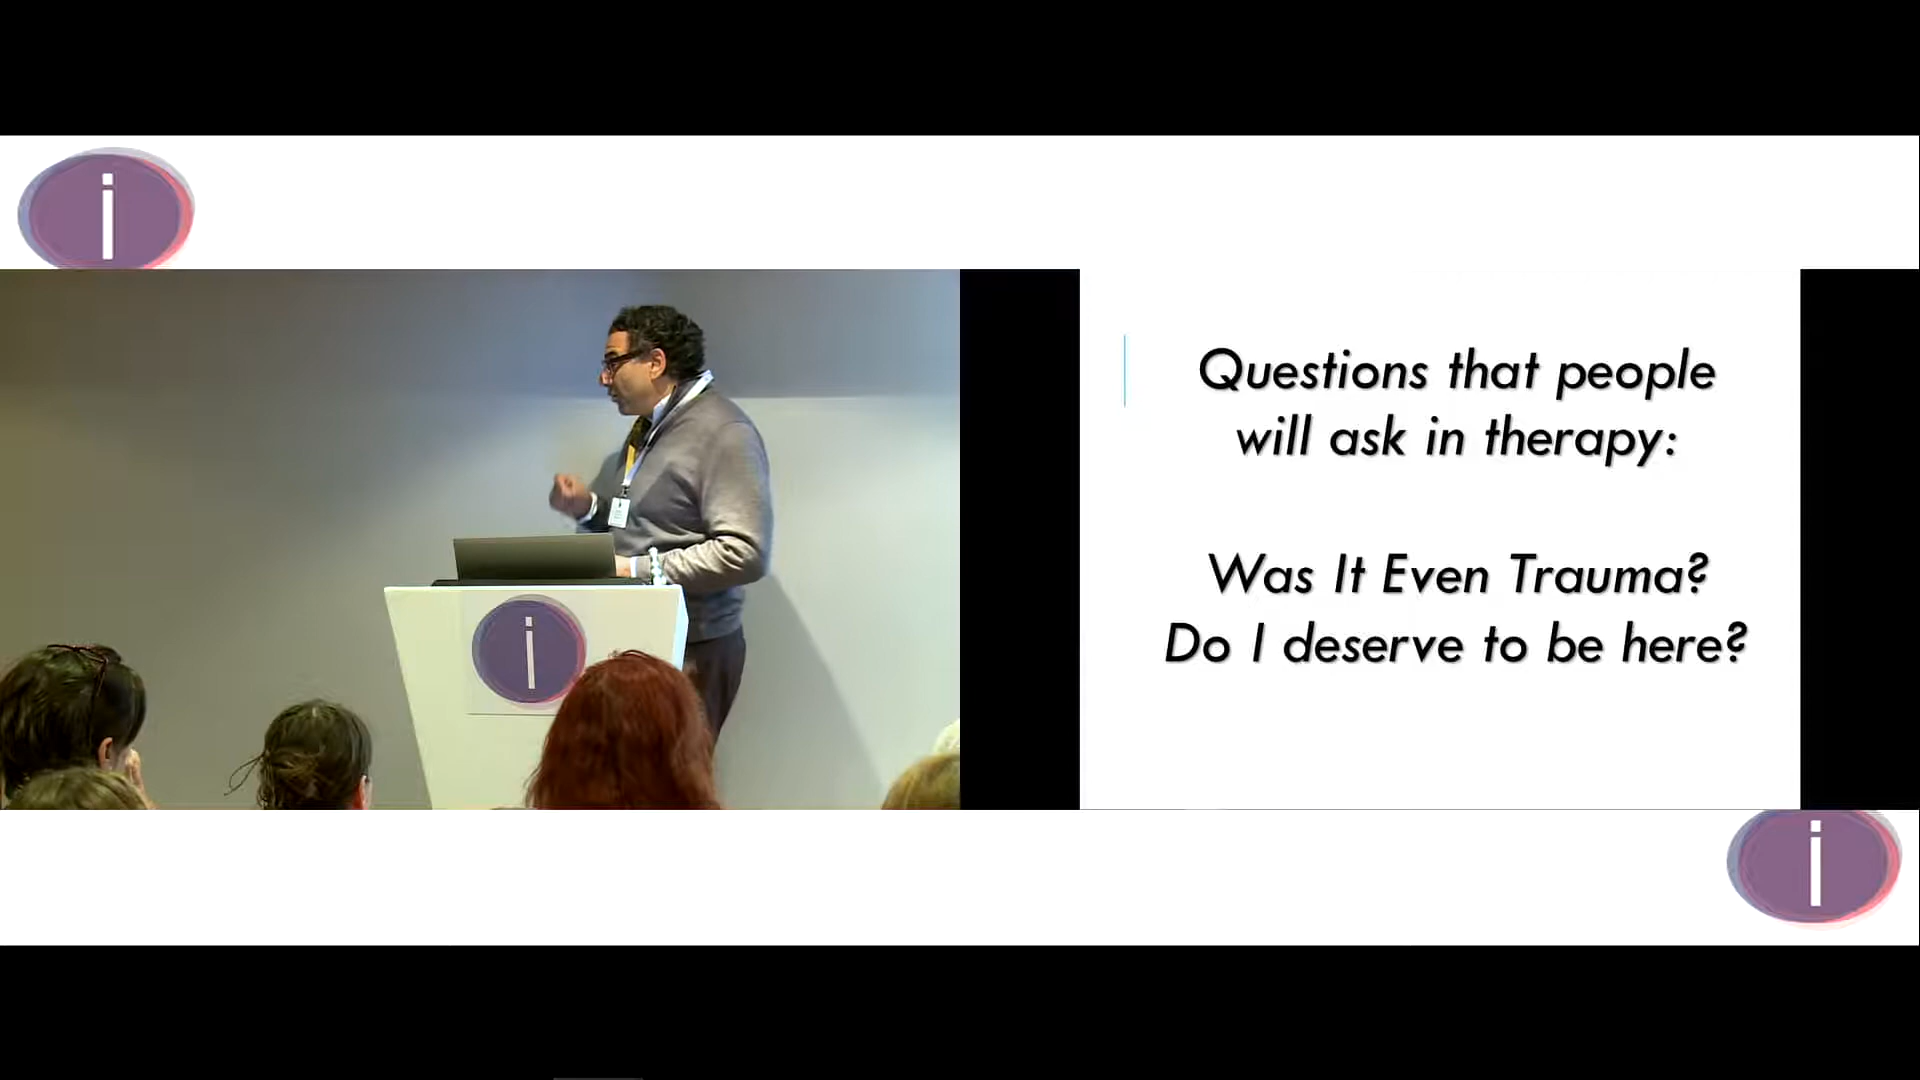 i
Questions that people
will ask in therapy:
Was It Even Trauma?
Do I deserve to be here?
i
i